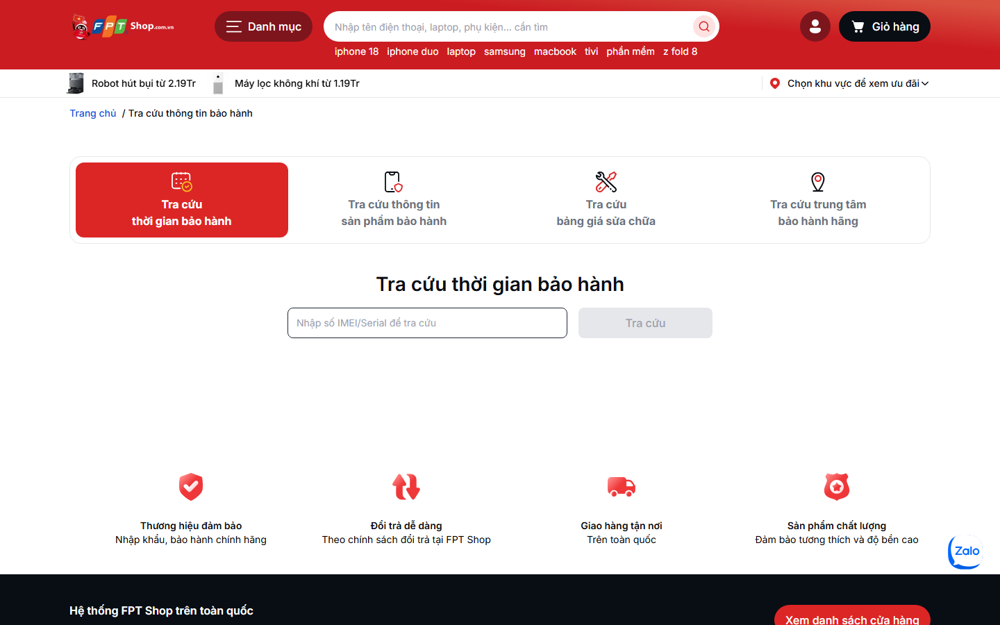 FPT Shop.com.vn
Danh mục
Nhập tên điện thoại, laptop, phụ kiện... cần tìm
Giỏ hàng
iphone 18 iphone duo laptop samsung macbook tivi phần mềm z fold 8
Robot hút bụi từ 2.19Tr
Máy lọc không khí từ 1.19Tr
Chọn khu vực để xem ưu đãi
Trang chủ / Tra cứu thông tin bảo hành
Tra cứu
thời gian bảo hành
Tra cứu thông tin
sản phẩm bảo hành
Tra cứu
bảng giá sửa chữa
Tra cứu trung tâm
bảo hành hãng
Tra cứu thời gian bảo hành
Nhập số IMEI/Serial để tra cứu
Tra cứu
Thương hiệu đảm bảo
Nhập khẩu, bảo hành chính hãng
Đổi trả dễ dàng
Theo chính sách đổi trả tại FPT Shop
Giao hàng tận nơi
Trên toàn quốc
Sản phẩm chất lượng
Đảm bảo tương thích và độ bền cao
Zalo
Hệ thống FPT Shop trên toàn quốc
Xem danh sách cửa hàng